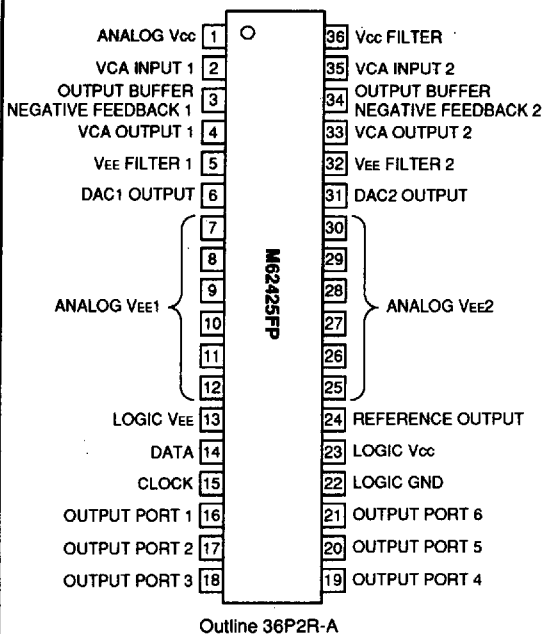 ANALOG Vcc 1 36 Vcc FILTER
VCA INPUT 1 2 35 VCA INPUT 2
OUTPUT BUFFER NEGATIVE FEEDBACK 1 3 34 OUTPUT BUFFER NEGATIVE FEEDBACK 2
VCA OUTPUT 1 4 33 VCA OUTPUT 2
VEE FILTER 1 5 32 VEE FILTER 2
DAC1 OUTPUT 6 31 DAC2 OUTPUT
7 30
8 29
9 28
ANALOG VEE1 ANALOG VEE2
10 27
11 26
12 25
M62425FP
LOGIC VEE 13 24 REFERENCE OUTPUT
DATA 14 23 LOGIC Vcc
CLOCK 15 22 LOGIC GND
OUTPUT PORT 1 16 21 OUTPUT PORT 6
OUTPUT PORT 2 17 20 OUTPUT PORT 5
OUTPUT PORT 3 18 19 OUTPUT PORT 4
Outline 36P2R-A